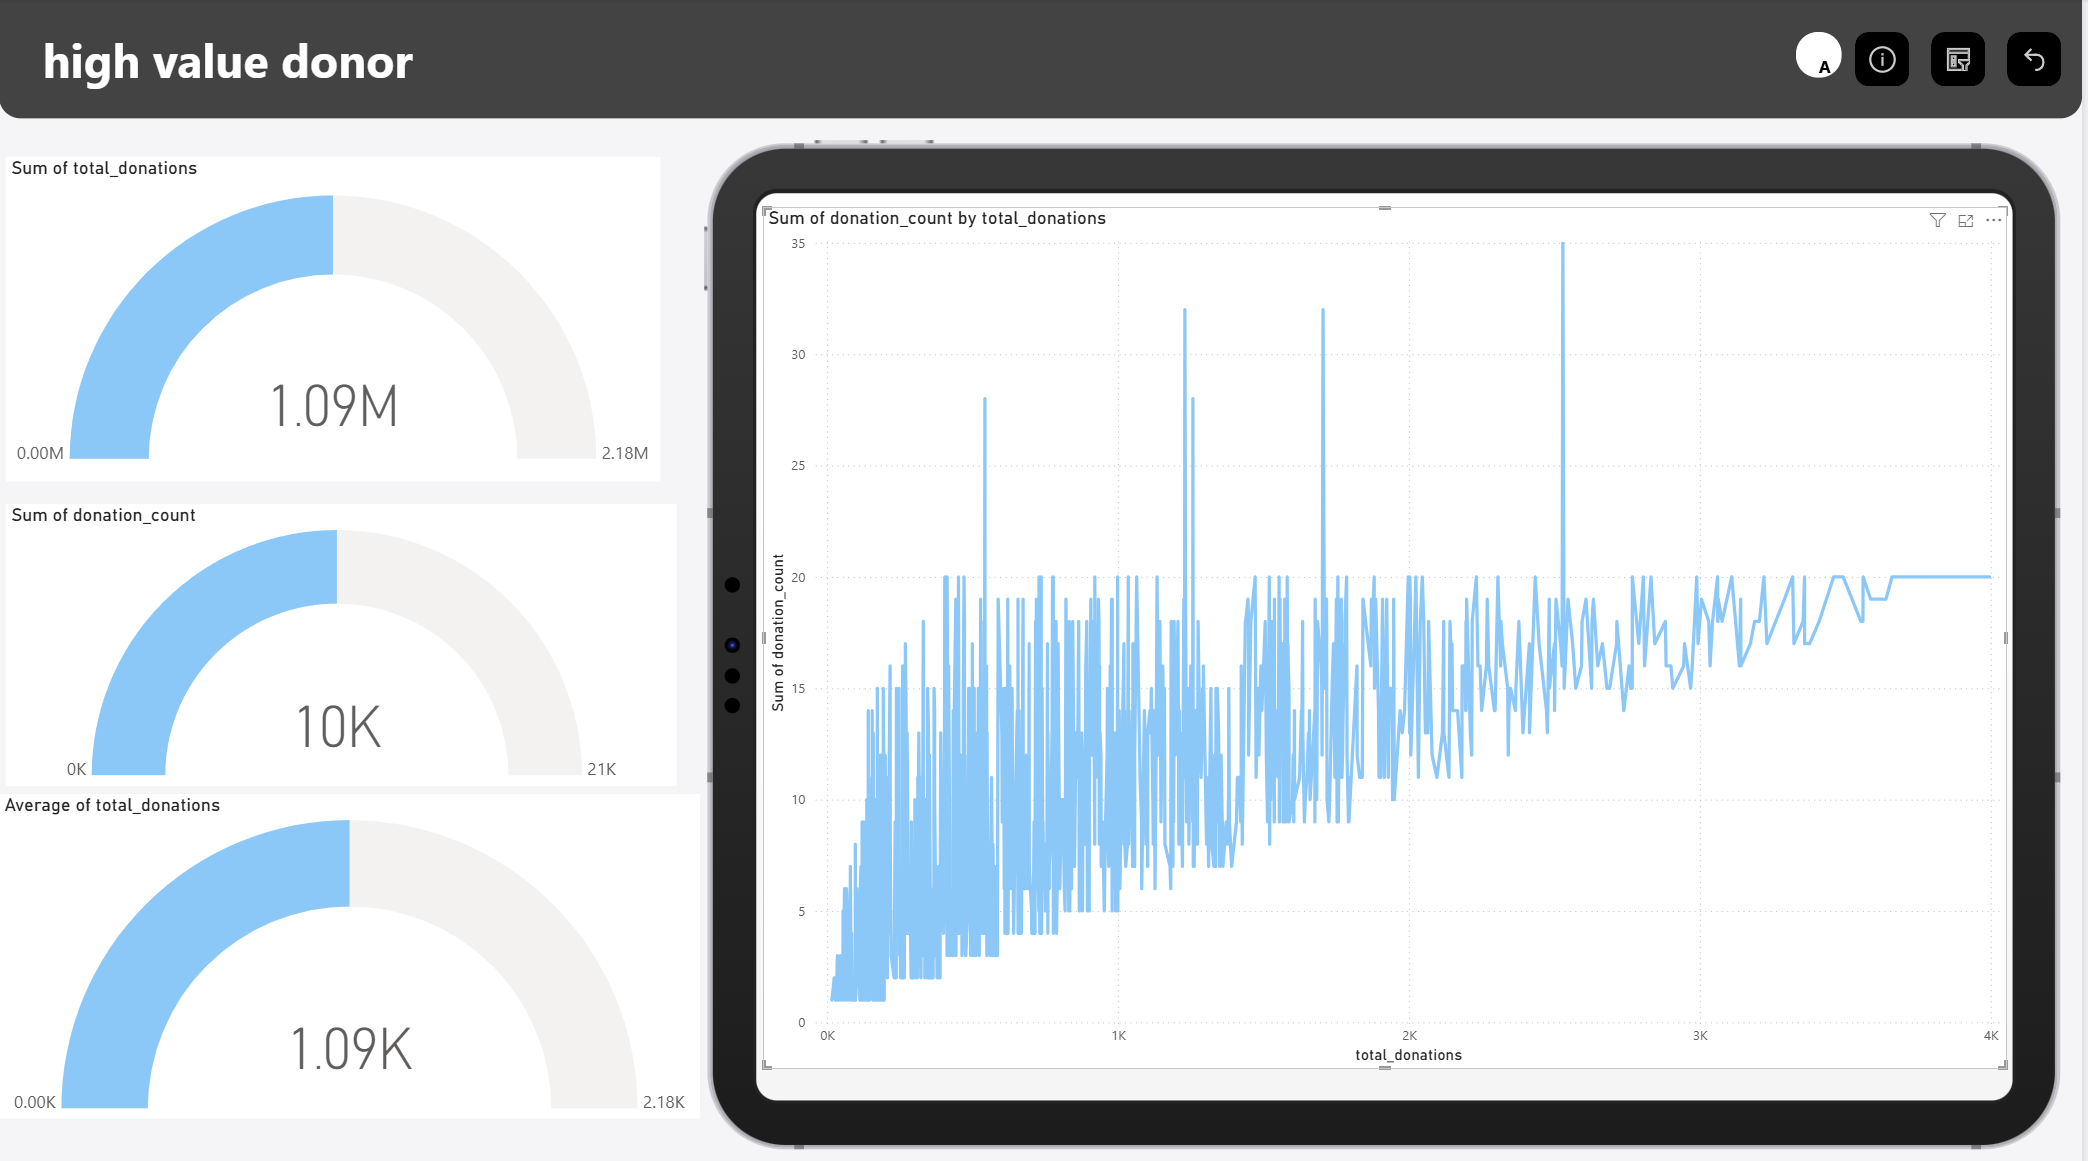 high value donor
A
Sum of total_donations
1.09M
0.00M
2.18M
Sum of donation_count
10K
0K
21K
Average of total_donations
1.09K
0.00K
2.18K
Sum of donation_count by total_donations
Sum of donation_count
35
30
25
20
15
10
5
0
0K
1K
2K
3K
4K
total_donations